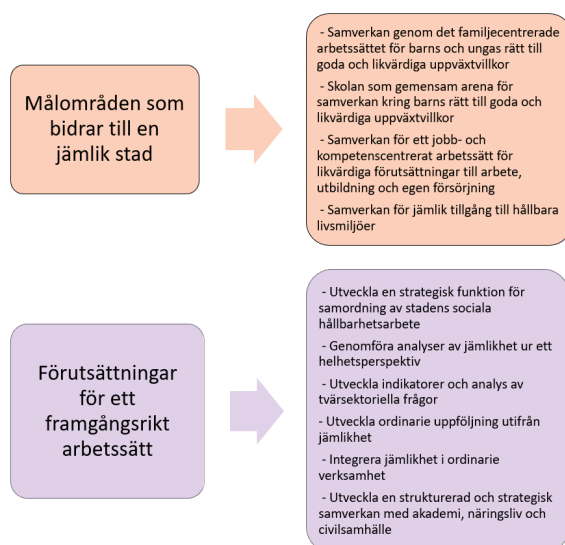 Målområden som
bidrar till en
jämlik stad
- Samverkan genom det familjecentrerade
arbetssättet för barns och ungas rätt till
goda och likvärdiga uppväxtvillkor
- Skolan som gemensam arena för
samverkan kring barns rätt till goda och
likvärdiga uppväxtvillkor
- Samverkan för ett jobb- och
kompetenscentrerat arbetssätt för
likvärdiga förutsättningar till arbete,
utbildning och egen försörjning
- Samverkan för jämlik tillgång till hållbara
livsmiljöer
Förutsättningar
för ett
framgångsrikt
arbetssätt
- Utveckla en strategisk funktion för
samordning av stadens sociala
hållbarhetsarbete
- Genomföra analyser av jämlikhet ur ett
helhetsperspektiv
- Utveckla indikatorer och analys av
tvärsektoriella frågor
- Utveckla ordinarie uppföljning utifrån
jämlikhet
- Integrera jämlikhet i ordinarie
verksamhet
- Utveckla en strukturerad och strategisk
samverkan med akademi, näringsliv och
civilsamhälle